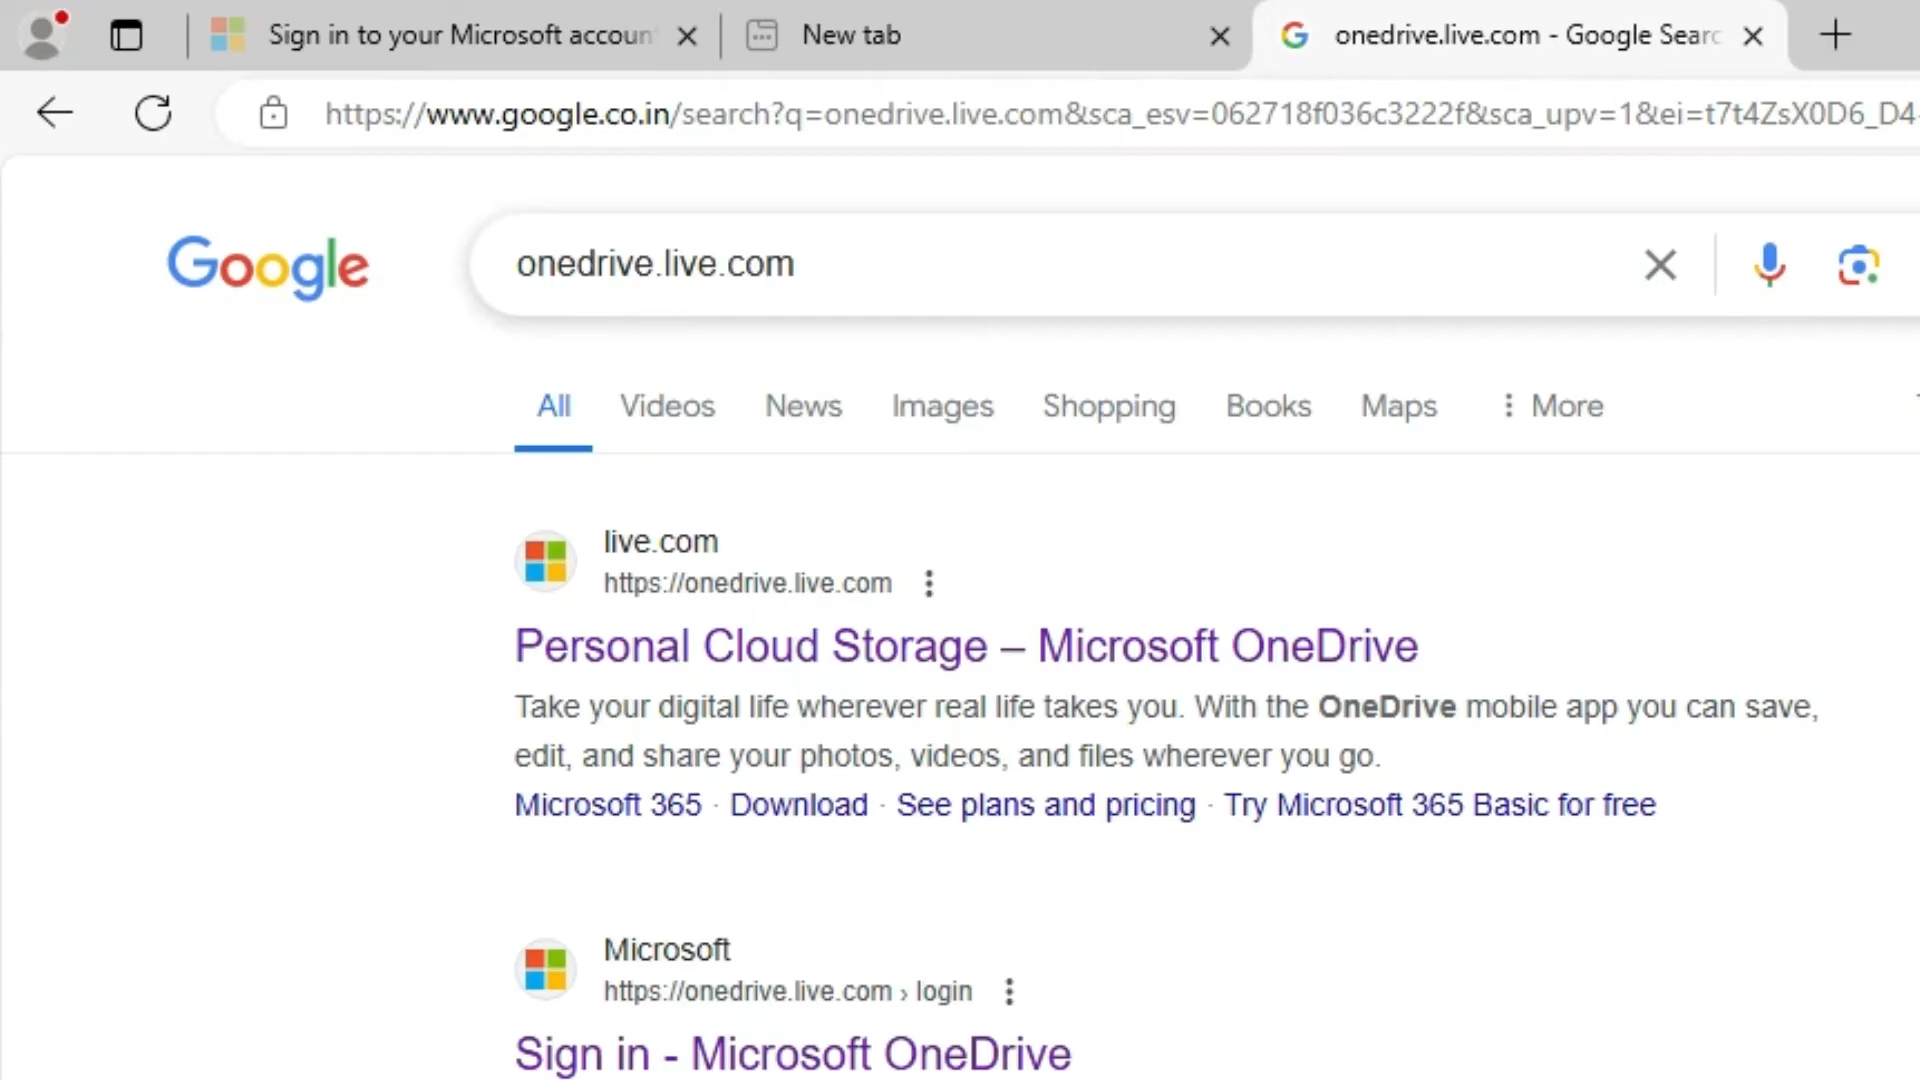 Sign in to your Microsoft accoun
New tab
onedrive.live.com - Google Searc
https://www.google.co.in/search?q=onedrive.live.com&sca_esv=062718f036c3222f&sca_upv=1&ei=t7t4ZsX0D6_D4
Google
onedrive.live.com
All Videos News Images Shopping Books Maps More
live.com
https://onedrive.live.com
Personal Cloud Storage – Microsoft OneDrive
Take your digital life wherever real life takes you. With the OneDrive mobile app you can save,
edit, and share your photos, videos, and files wherever you go.
Microsoft 365 · Download · See plans and pricing · Try Microsoft 365 Basic for free
Microsoft
https://onedrive.live.com › login
Sign in - Microsoft OneDrive